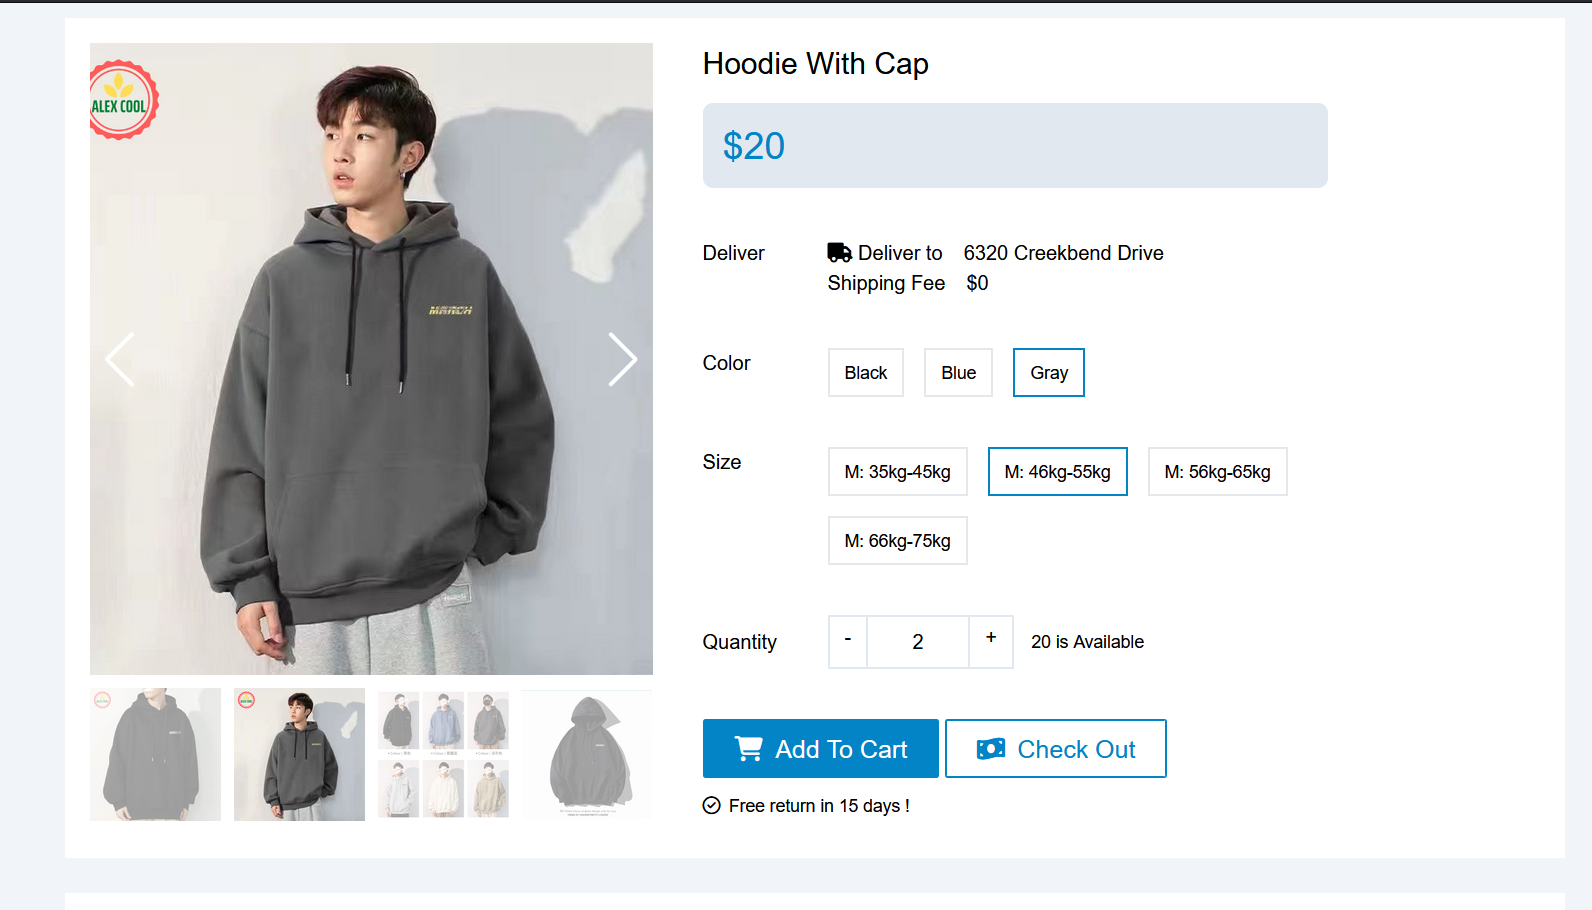 ALEX COOL
Hoodie With Cap
$20
Deliver
Deliver to 6320 Creekbend Drive
Shipping Fee $0
Color
Black Blue Gray
Size
M: 35kg-45kg M: 46kg-55kg M: 56kg-65kg
M: 66kg-75kg
Quantity
- 2 + 20 is Available
Add To Cart Check Out
Free return in 15 days !